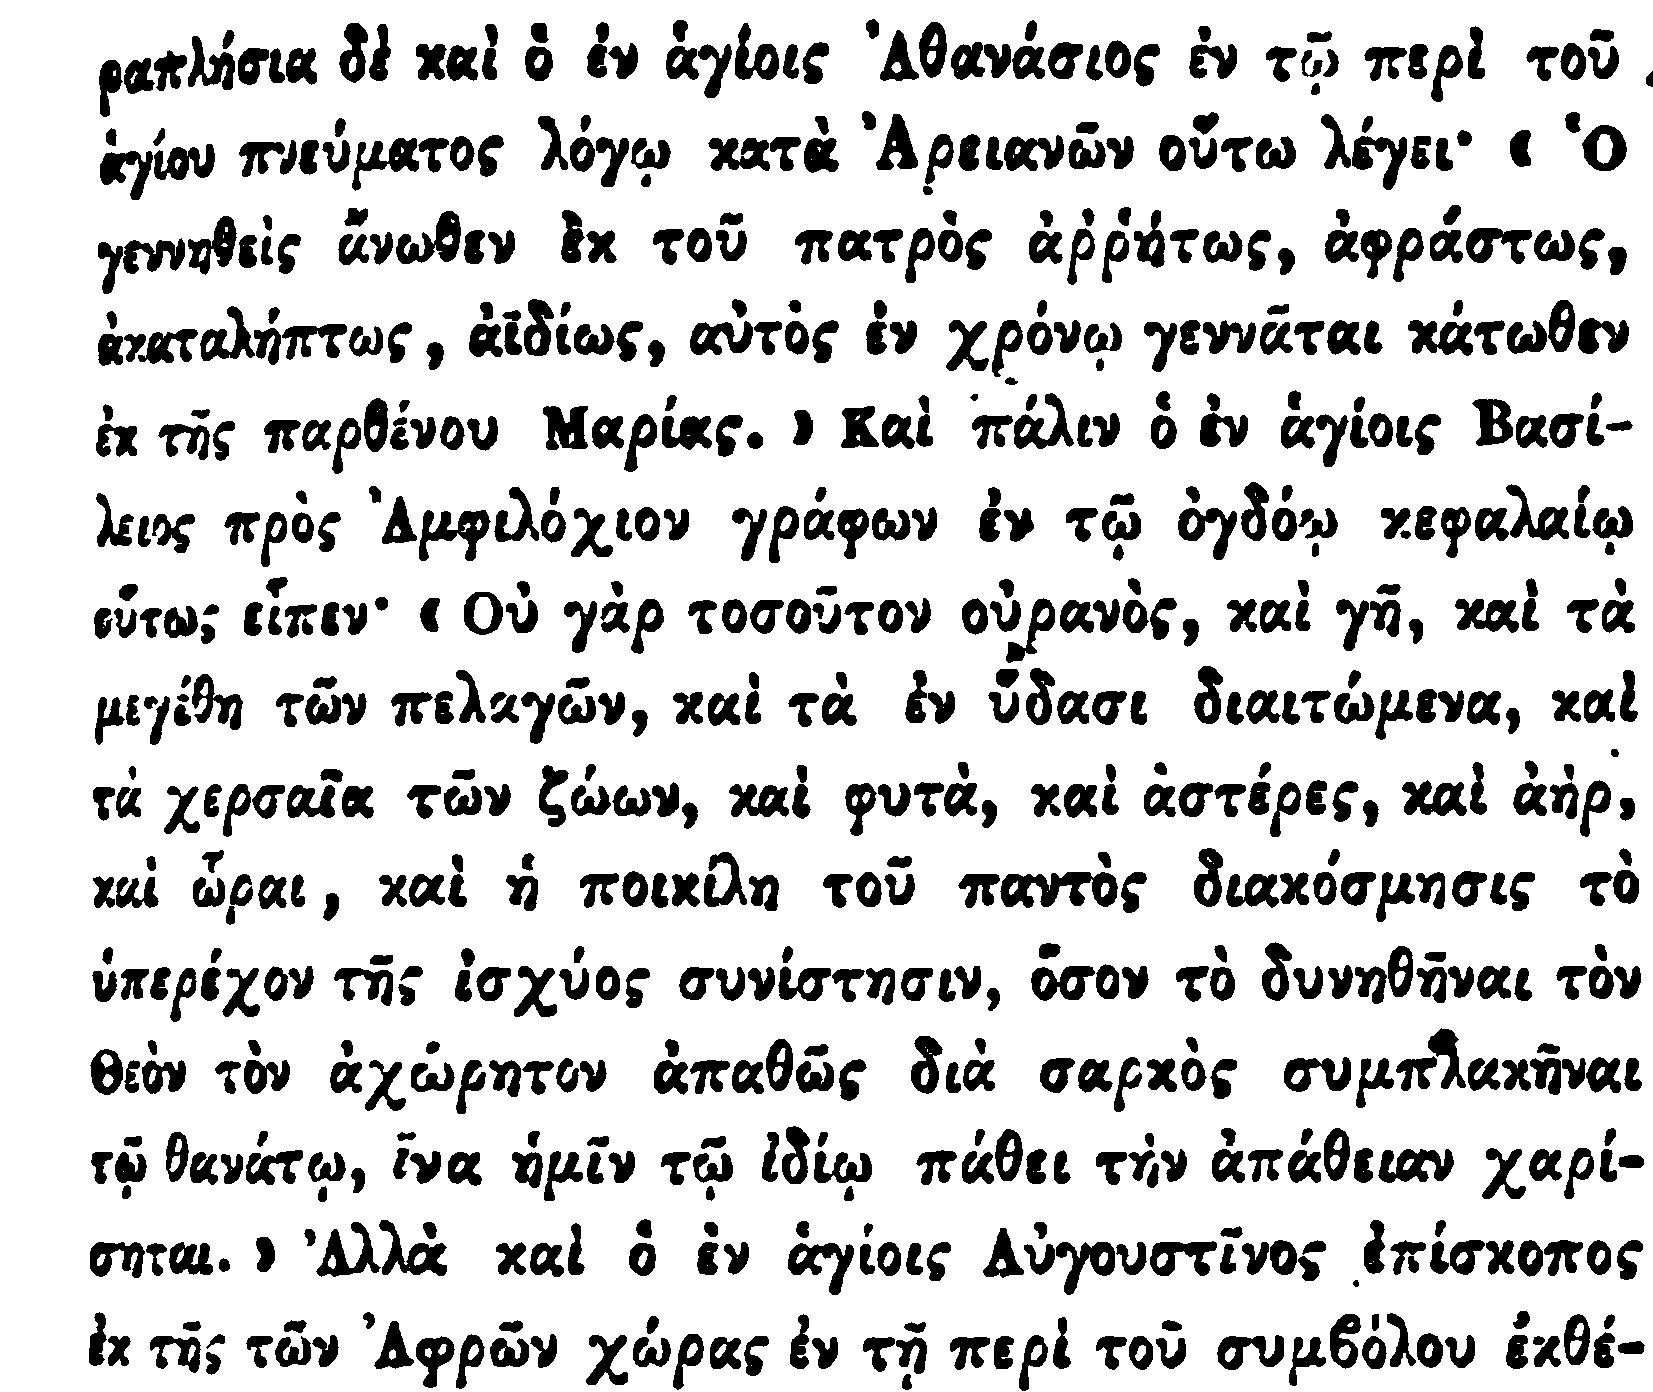 ραπλήσια δὲ καὶ ὁ ἐν ἁγίοις Ἀθανάσιος ἐν τῷ περὶ τοῦ
ἁγίου πνεύματος λόγῳ κατὰ Ἀρειανῶν οὕτω λέγει· « Ὁ
γεννηθεὶς ἄνωθεν ἐκ τοῦ πατρὸς ἀῤῥήτως, ἀφράστως,
ἀκαταλήπτως, ἀϊδίως, αὐτὸς ἐν χρόνῳ γεννᾶται κάτωθεν
ἐκ τῆς παρθένου Μαρίας. » Καὶ πάλιν ὁ ἐν ἁγίοις Βασί-
λειος πρὸς Ἀμφιλόχιον γράφων ἐν τῷ ὀγδόῳ κεφαλαίῳ
οὕτως εἶπεν· « Οὐ γὰρ τοσοῦτον οὐρανὸς, καὶ γῆ, καὶ τὰ
μεγέθη τῶν πελαγῶν, καὶ τὰ ἐν ὕδασι διαιτώμενα, καὶ
τὰ χερσαῖα τῶν ζώων, καὶ φυτὰ, καὶ ἀστέρες, καὶ ἀὴρ,
καὶ ὧραι, καὶ ἡ ποικίλη τοῦ παντὸς διακόσμησις τὸ
ὑπερέχον τῆς ἰσχύος συνίστησιν, ὅσον τὸ δυνηθῆναι τὸν
Θεὸν τὸν ἀχώρητον ἀπαθῶς διὰ σαρκὸς συμπλακῆναι
τῷ θανάτῳ, ἵνα ἡμῖν τῷ ἰδίῳ πάθει τὴν ἀπάθειαν χαρί-
σηται. » Ἀλλὰ καὶ ὁ ἐν ἁγίοις Αὐγουστῖνος ἐπίσκοπος
ἐκ τῆς τῶν Ἀφρῶν χώρας ἐν τῇ περὶ τοῦ συμβόλου ἐκθέ-